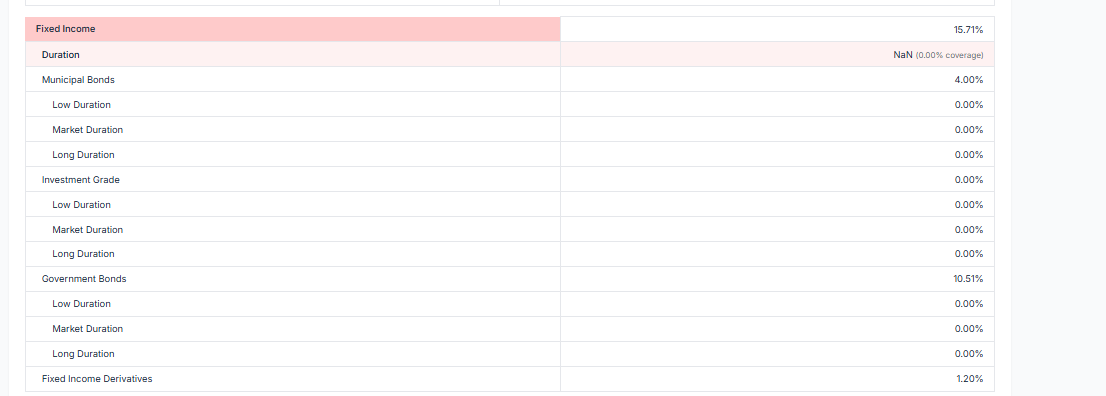 Fixed Income 15.71%
Duration NaN (0.00% coverage)
Municipal Bonds 4.00%
Low Duration 0.00%
Market Duration 0.00%
Long Duration 0.00%
Investment Grade 0.00%
Low Duration 0.00%
Market Duration 0.00%
Long Duration 0.00%
Government Bonds 10.51%
Low Duration 0.00%
Market Duration 0.00%
Long Duration 0.00%
Fixed Income Derivatives 1.20%